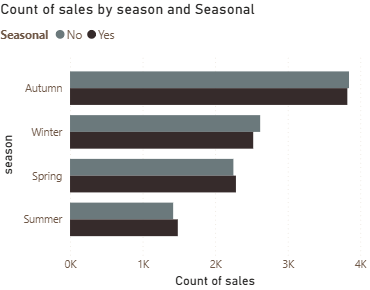 Count of sales by season and Seasonal
Seasonal No Yes
Autumn
Winter
Spring
Summer
season
0K 1K 2K 3K 4K
Count of sales